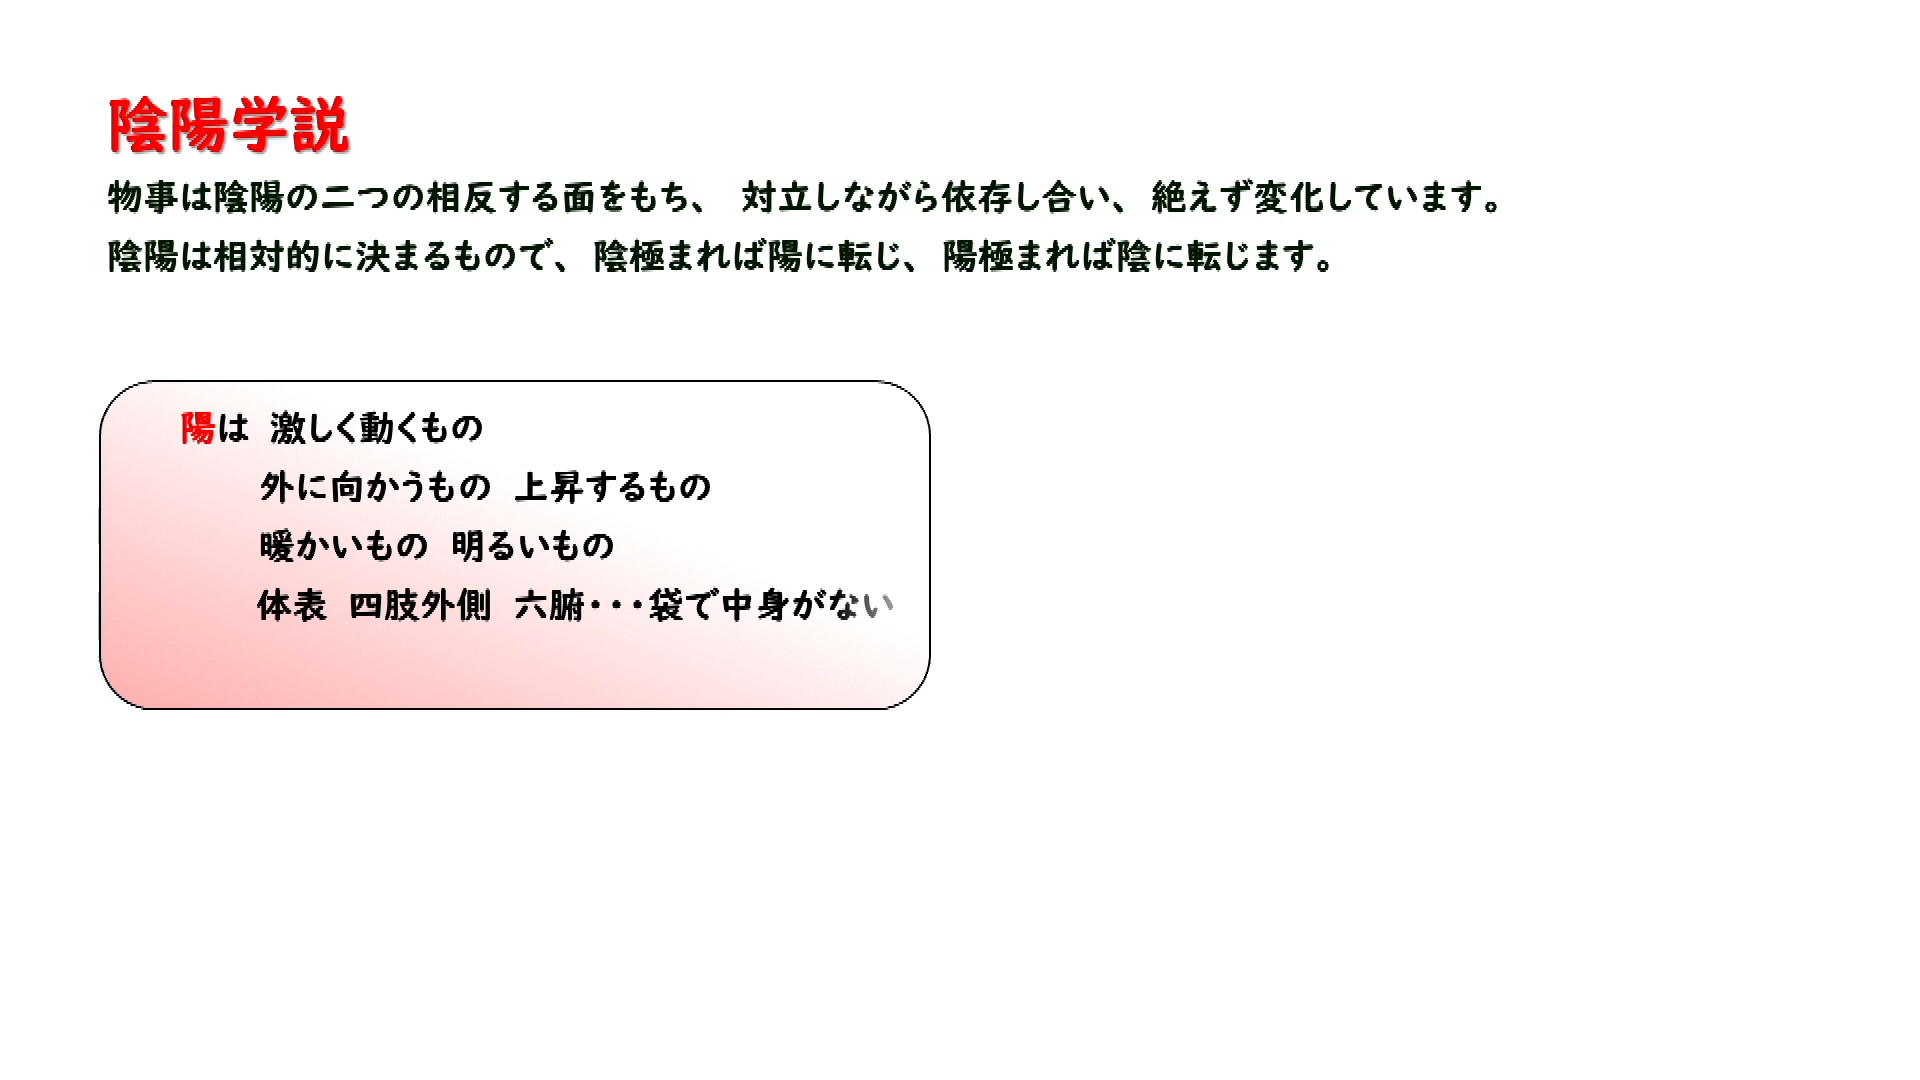 陰陽学説
物事は陰陽の二つの相反する面をもち、 対立しながら依存し合い、絶えず変化しています。
陰陽は相対的に決まるもので、陰極まれば陽に転じ、陽極まれば陰に転じます。
陽は 激しく動くもの
外に向かうもの 上昇するもの
暖かいもの 明るいもの
体表 四肢外側 六腑・・・袋で中身がない